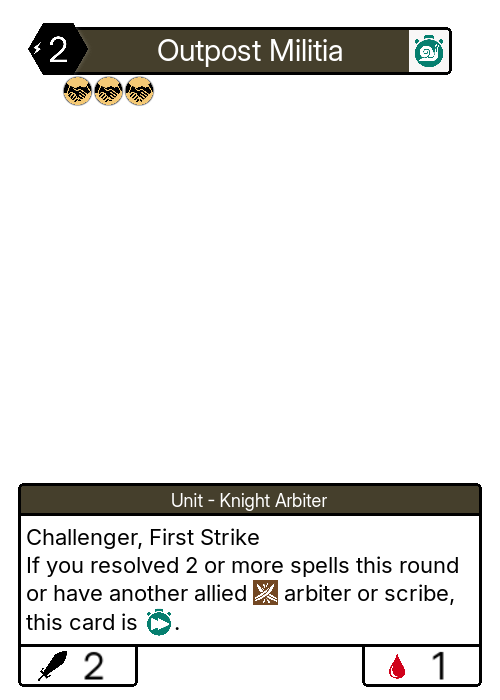 2 Outpost Militia
Unit - Knight Arbiter
Challenger, First Strike
If you resolved 2 or more spells this round
or have another allied arbiter or scribe,
this card is .
2 1